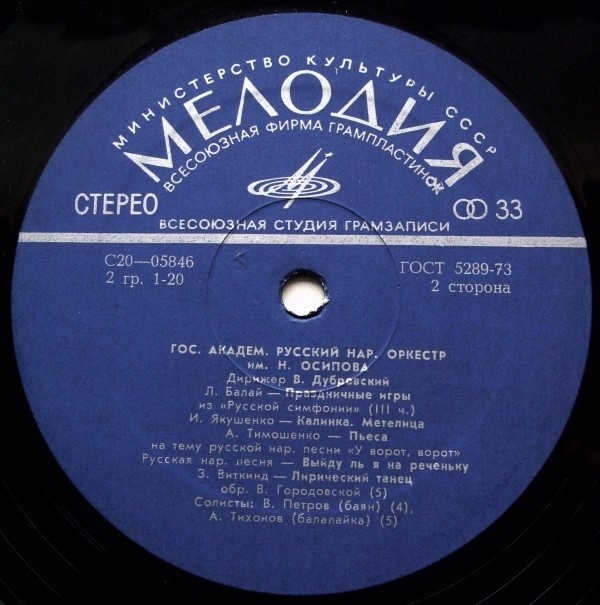 МИНИСТЕРСТВО КУЛЬТУРЫ СССР
МЕЛОДИЯ
ВСЕСОЮЗНАЯ ФИРМА ГРАМПЛАСТИНОК
СТЕРЕО
33
ВСЕСОЮЗНАЯ СТУДИЯ ГРАМЗАПИСИ
С20—05846
ГОСТ 5289-73
2 гр. 1-20
2 сторона
ГОС. АКАДЕМ. РУССКИЙ НАР. ОРКЕСТР
им. Н. ОСИПОВА
Дирижер В. Дубровский
Л. Балай — Праздничные игры
из «Русской симфонии» (III ч.)
И. Якушенко — Калинка. Метелица
А. Тимошенко — Пьеса
на тему русской нар. песни «У ворот, ворот»
Русская нар. песня — Выйду ль я на реченьку
З. Виткинд — Лирический танец
обр. В. Городовской (5)
Солисты: В. Петров (баян) (4),
А. Тихонов (балалайка) (5)